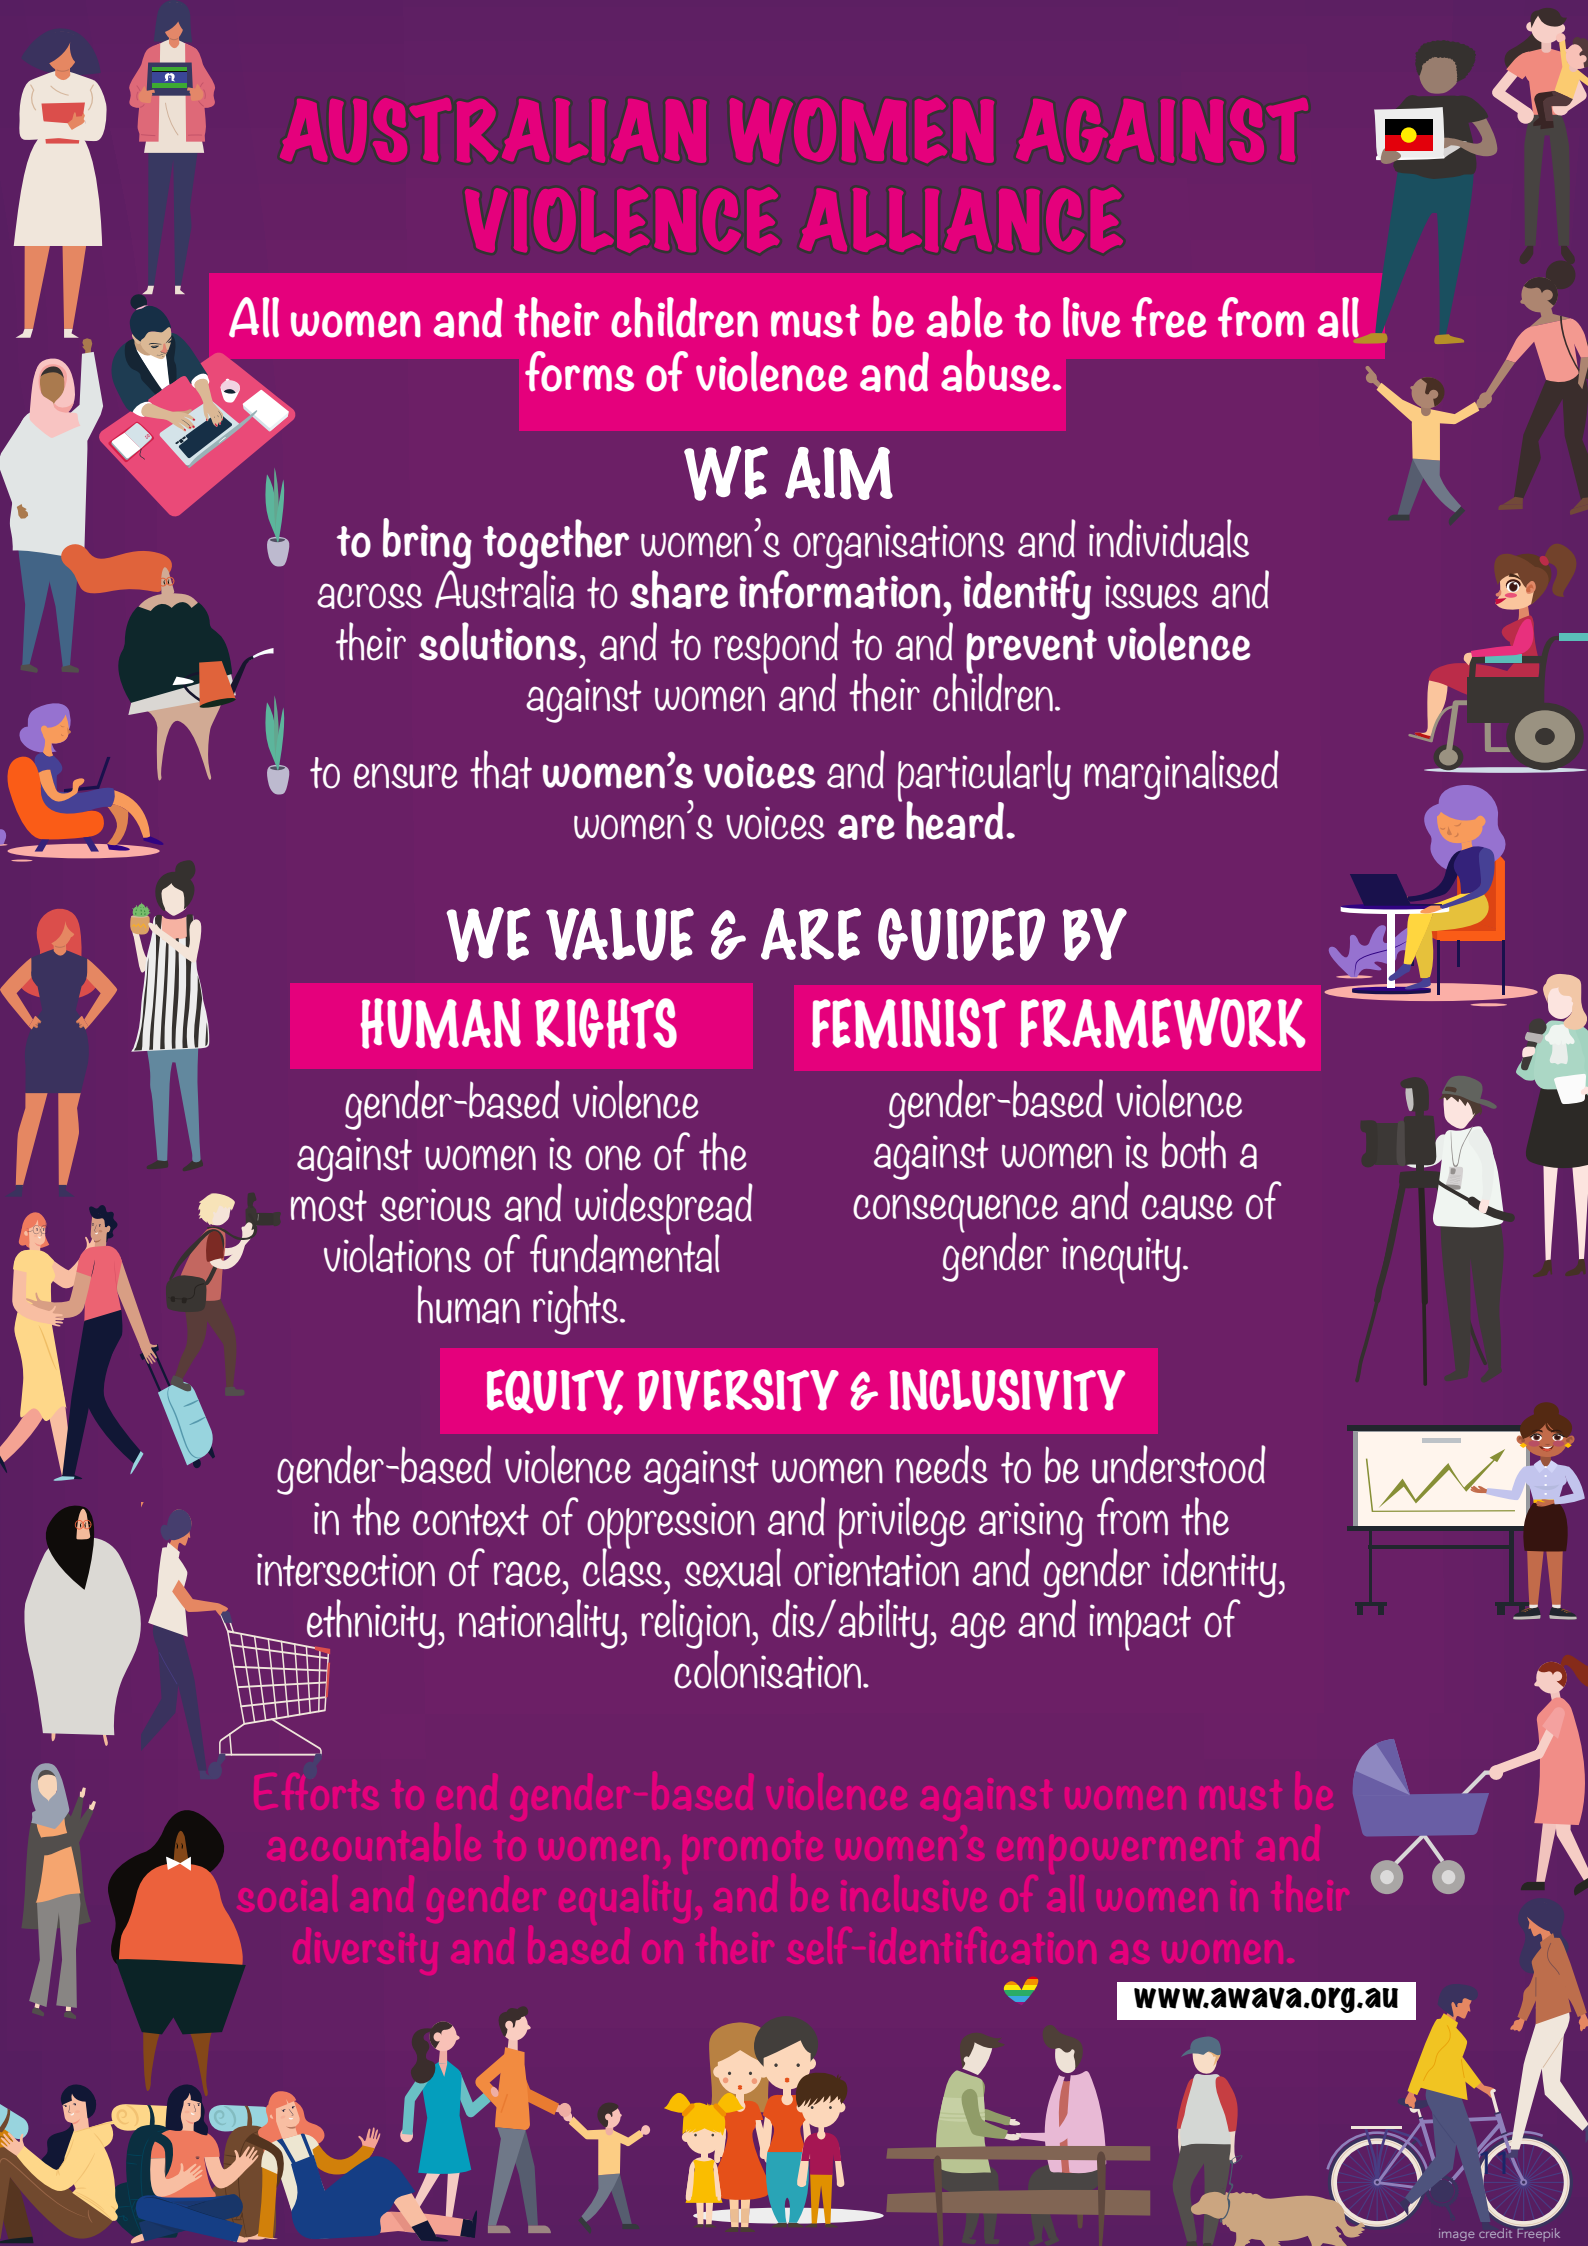 AUSTRALIAN WOMEN AGAINST
VIOLENCE ALLIANCE
All women and their children must be able to live free from all
forms of violence and abuse.
WE AIM
to bring together women's organisations and individuals
across Australia to share information, identify issues and
their solutions, and to respond to and prevent violence
against women and their children.
to ensure that women's voices and particularly marginalised
women's voices are heard.
WE VALUE & ARE GUIDED BY
HUMAN RIGHTS
gender-based violence
against women is one of the
most serious and widespread
violations of fundamental
human rights.
FEMINIST FRAMEWORK
gender-based violence
against women is both a
consequence and cause of
gender inequity.
EQUITY, DIVERSITY & INCLUSIVITY
gender-based violence against women needs to be understood
in the context of oppression and privilege arising from the
intersection of race, class, sexual orientation and gender identity,
ethnicity, nationality, religion, dis/ability, age and impact of
colonisation.
Efforts to end gender-based violence against women must be
accountable to women, promote women's empowerment and
social and gender equality, and be inclusive of all women in their
diversity and based on their self-identification as women.
www.awava.org.au
image credit Freepik